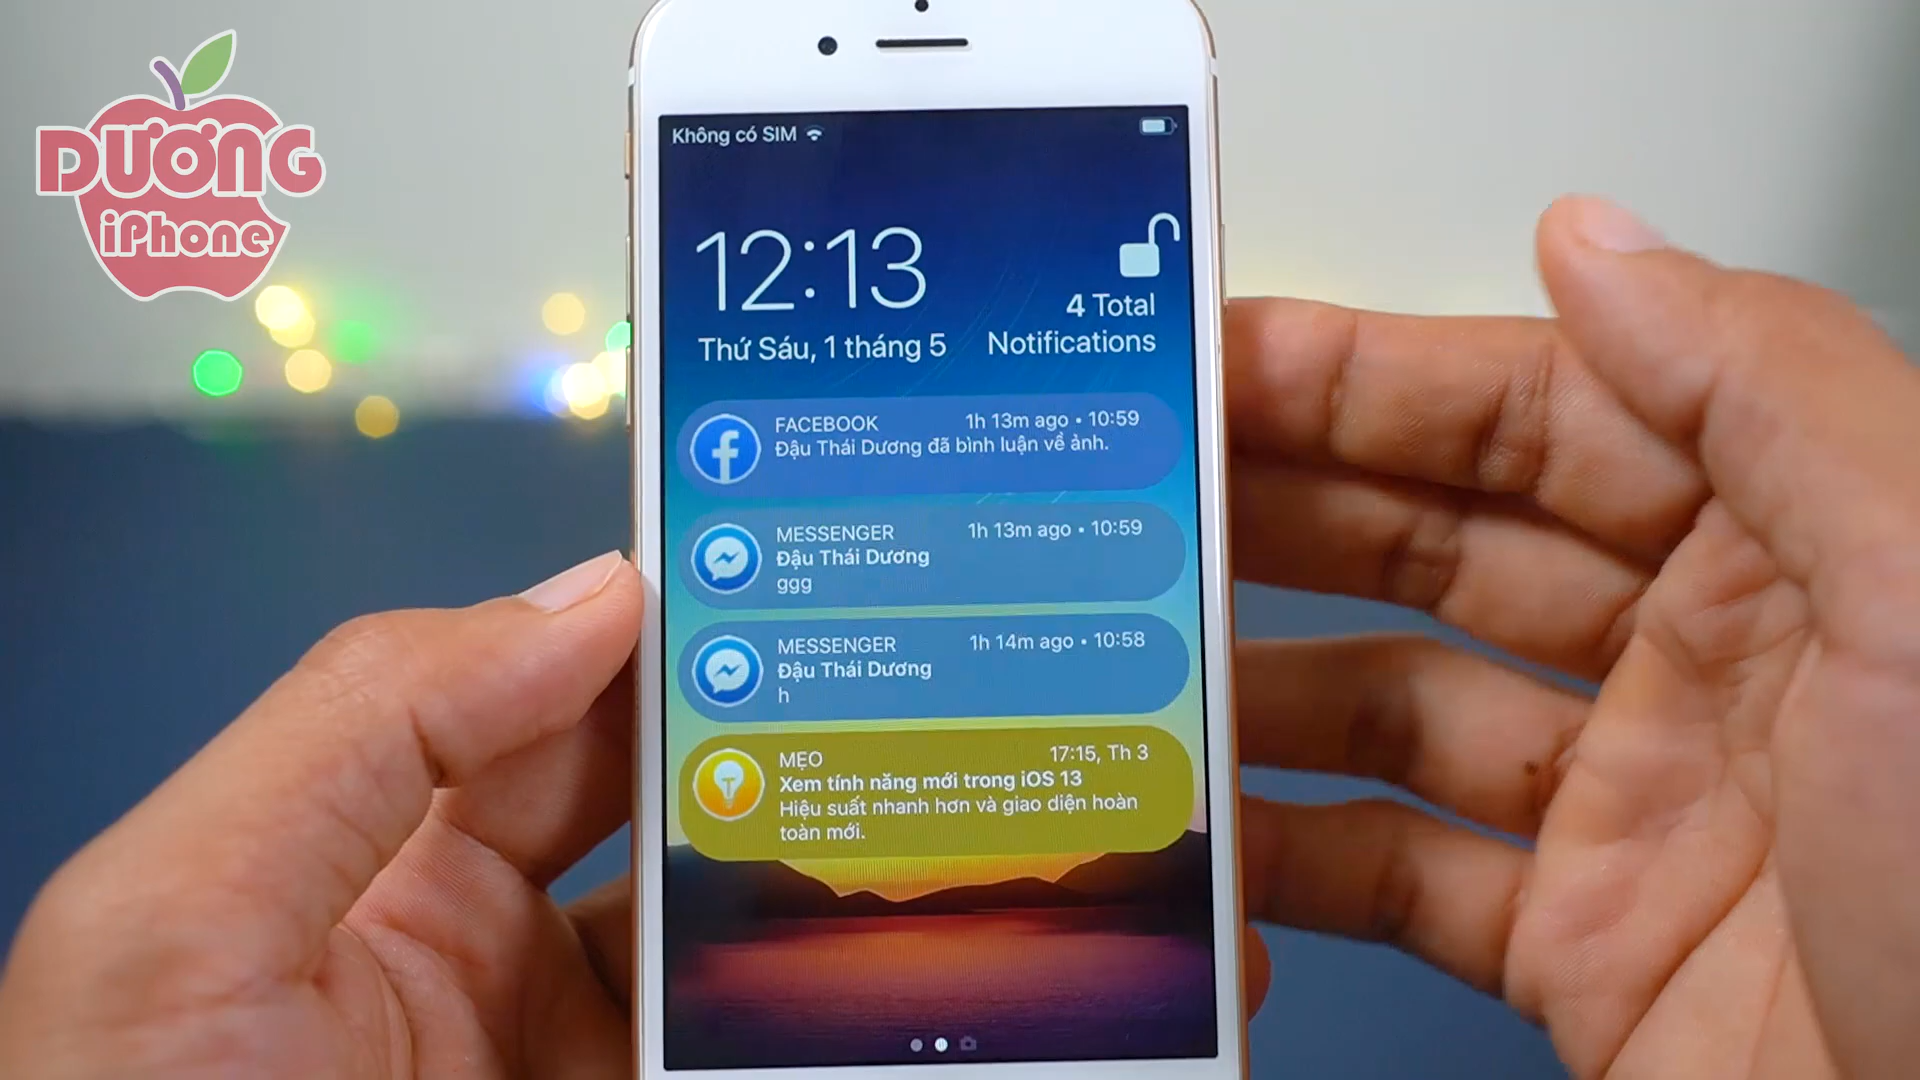 DƯƠNG
iPhone
Không có SIM
12:13
Thứ Sáu, 1 tháng 5
4 Total
Notifications
FACEBOOK 1h 13m ago • 10:59
Đậu Thái Dương đã bình luận về ảnh.
MESSENGER 1h 13m ago • 10:59
Đậu Thái Dương
ggg
MESSENGER 1h 14m ago • 10:58
Đậu Thái Dương
h
MẸO 17:15, Th 3
Xem tính năng mới trong iOS 13
Hiệu suất nhanh hơn và giao diện hoàn
toàn mới.